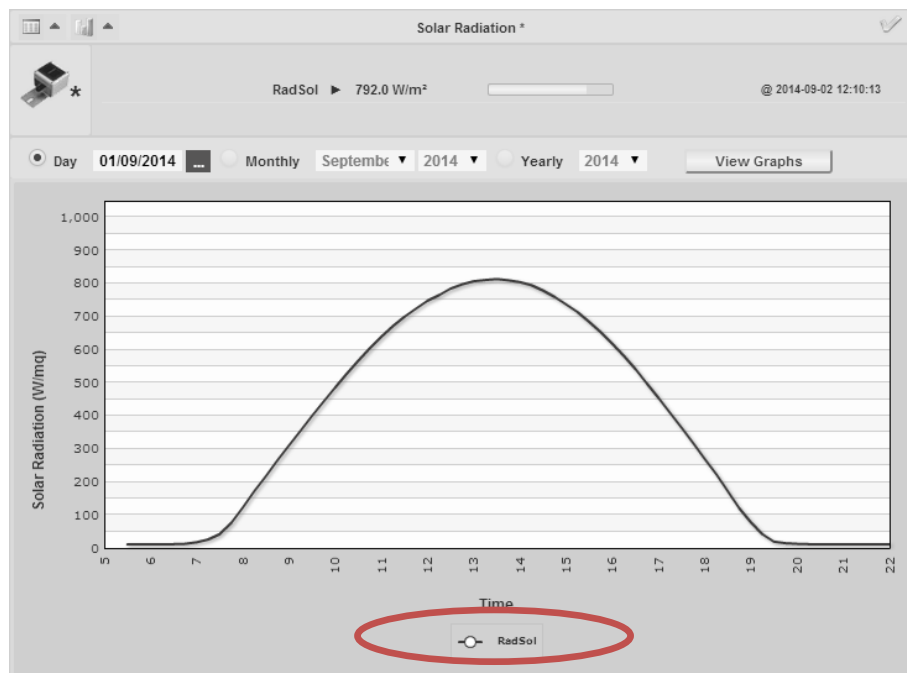 Solar Radiation *
*
RadSol ► 792.0 W/m² @ 2014-09-02 12:10:13
Day 01/09/2014 ... Monthly Septembe ▼ 2014 ▼ Yearly 2014 ▼ View Graphs
1,000
900
800
700
600
500
400
300
200
100
0
Solar Radiation (W/mq)
5 6 7 8 9 10 11 12 13 14 15 16 17 18 19 20 21 22
Time
RadSol